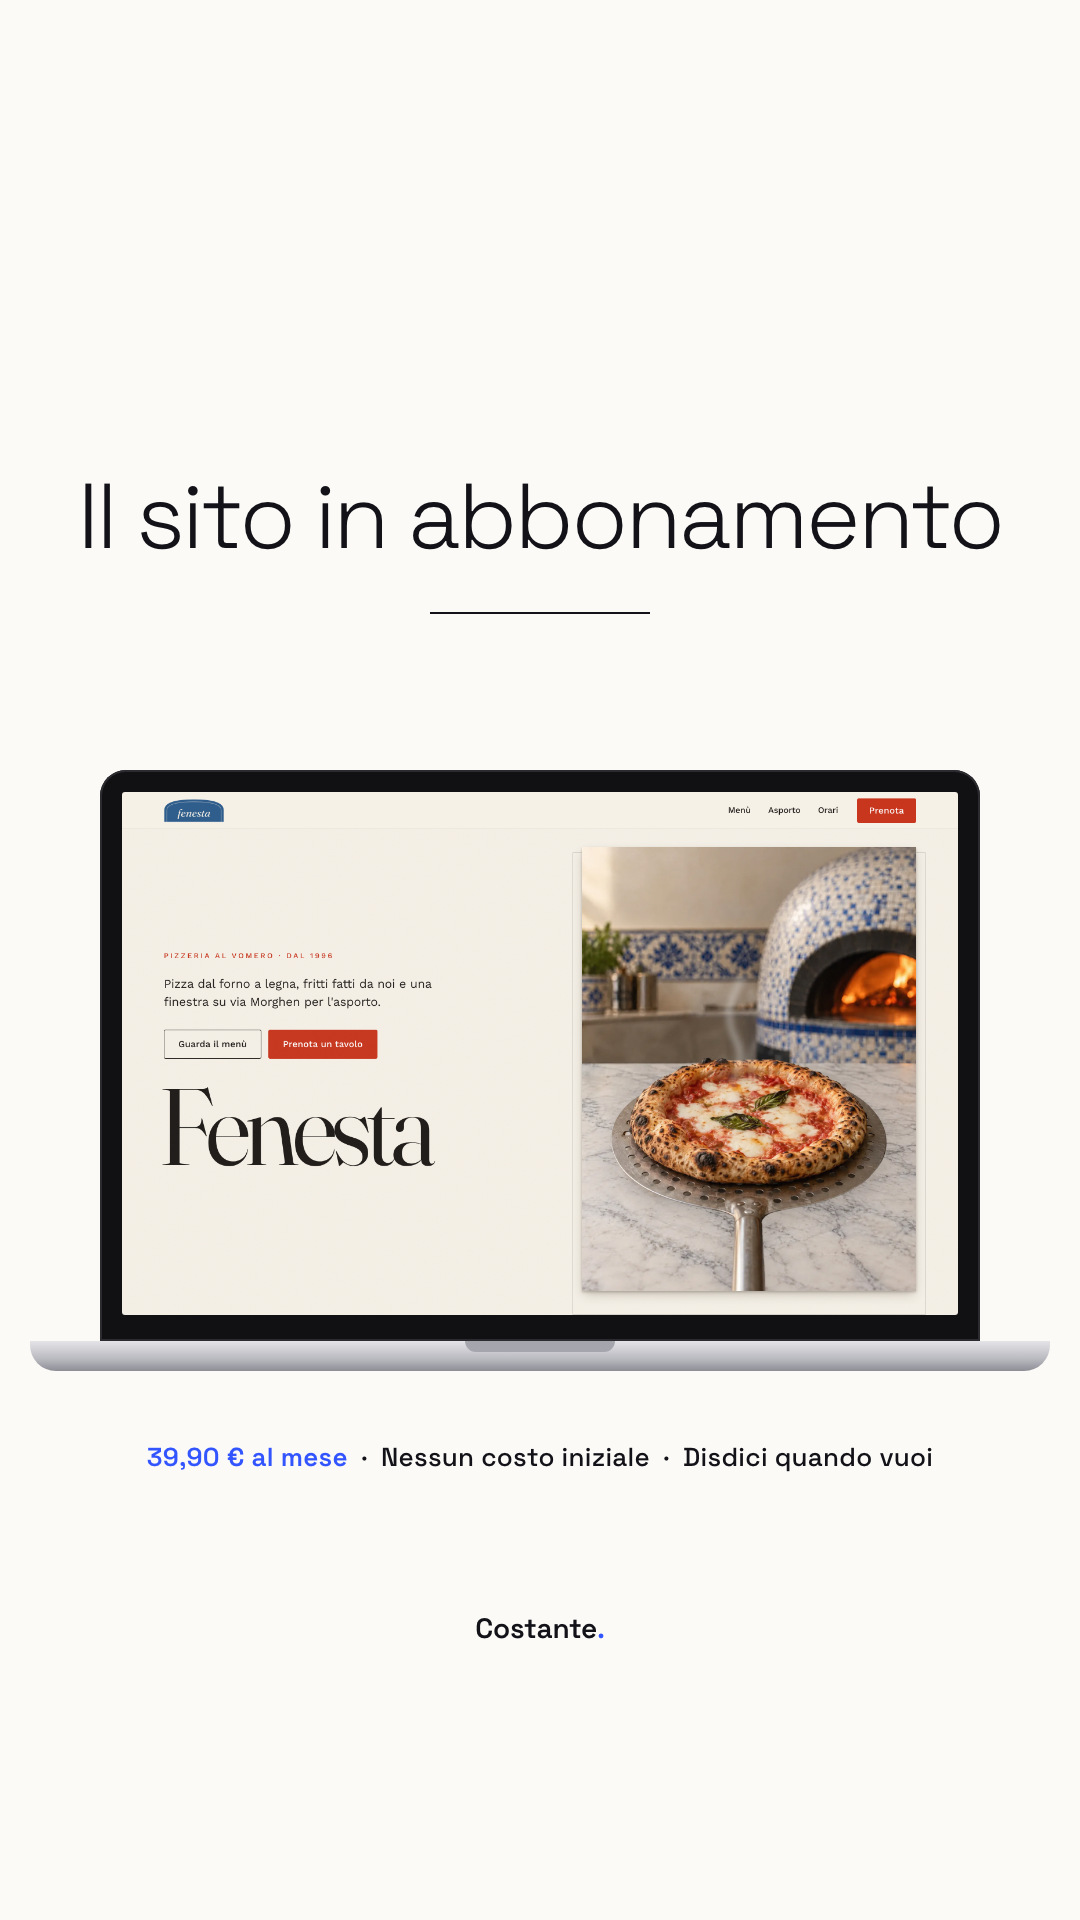 Il sito in abbonamento
fenesta
Menù Asporto Orari Prenota
PIZZERIA AL VOMERO · DAL 1996
Pizza dal forno a legna, fritti fatti da noi e una
finestra su via Morghen per l'asporto.
Guarda il menù Prenota un tavolo
Fenesta
39,90 € al mese · Nessun costo iniziale · Disdici quando vuoi
Costante.